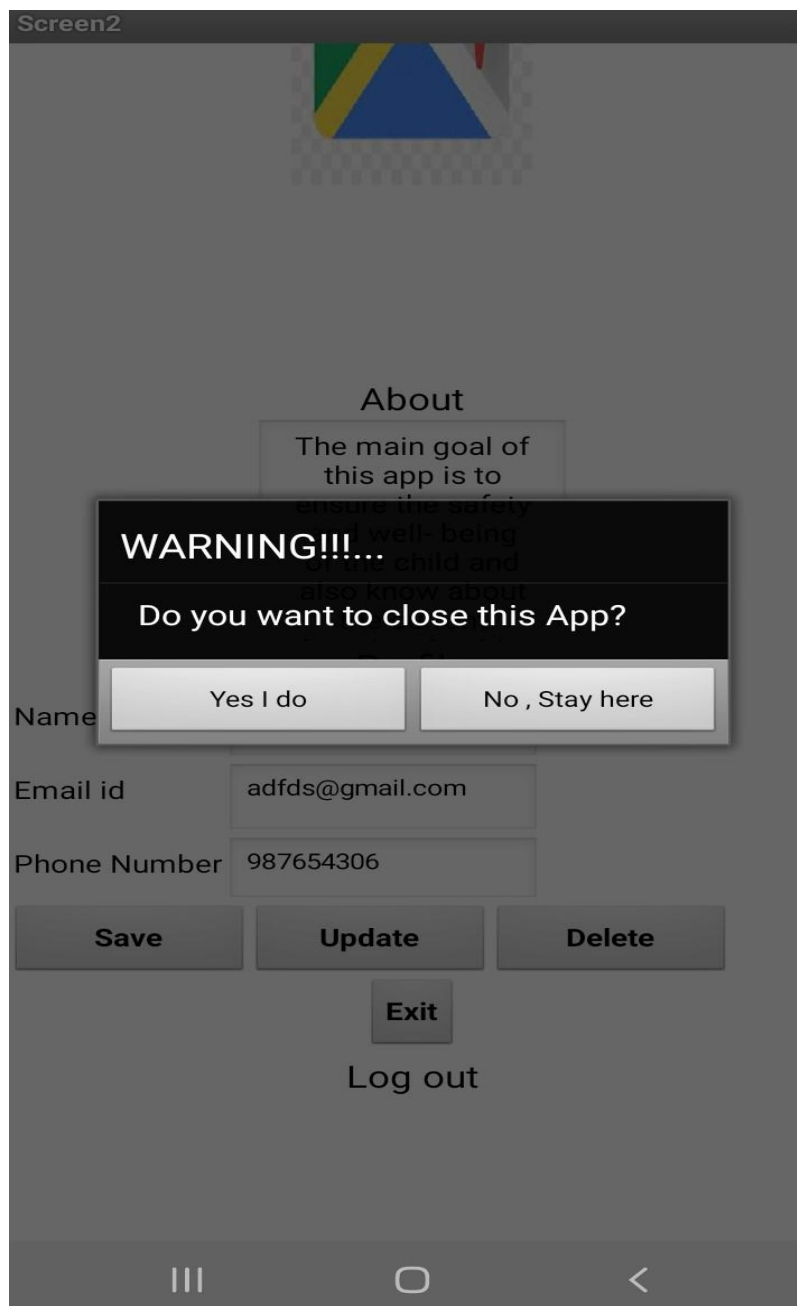 Screen2
About
The main goal of
this app is to
ensure the safety
and well- being
of the child and
also know about
WARNING!!!...
Do you want to close this App?
Yes I do
No , Stay here
Name
Email id
adfds@gmail.com
Phone Number
987654306
Save
Update
Delete
Exit
Log out